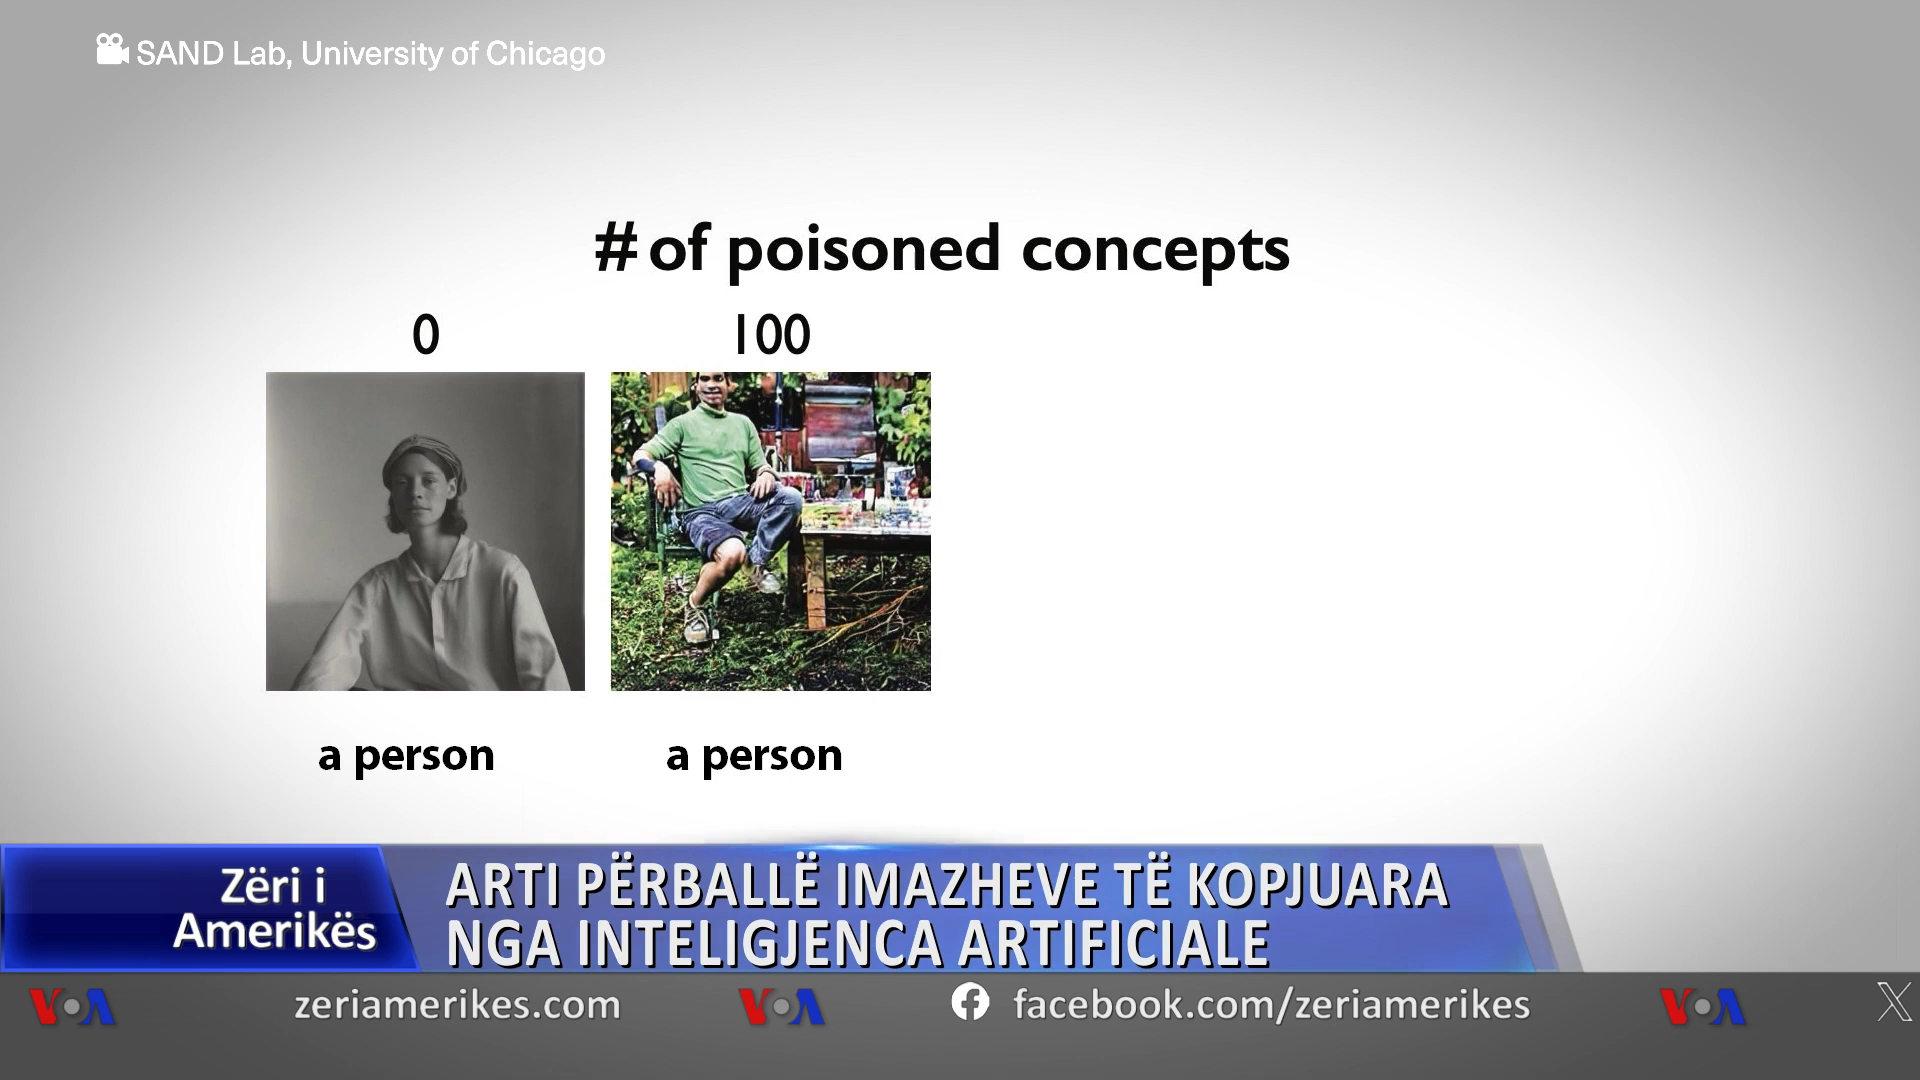 SAND Lab, University of Chicago
# of poisoned concepts
0 100
a person a person
Zëri i
Amerikës
ARTI PËRBALLË IMAZHEVE TË KOPJUARA
NGA INTELIGJENCA ARTIFICIALE
VOA zeriamerikes.com VOA facebook.com/zeriamerikes VOA X